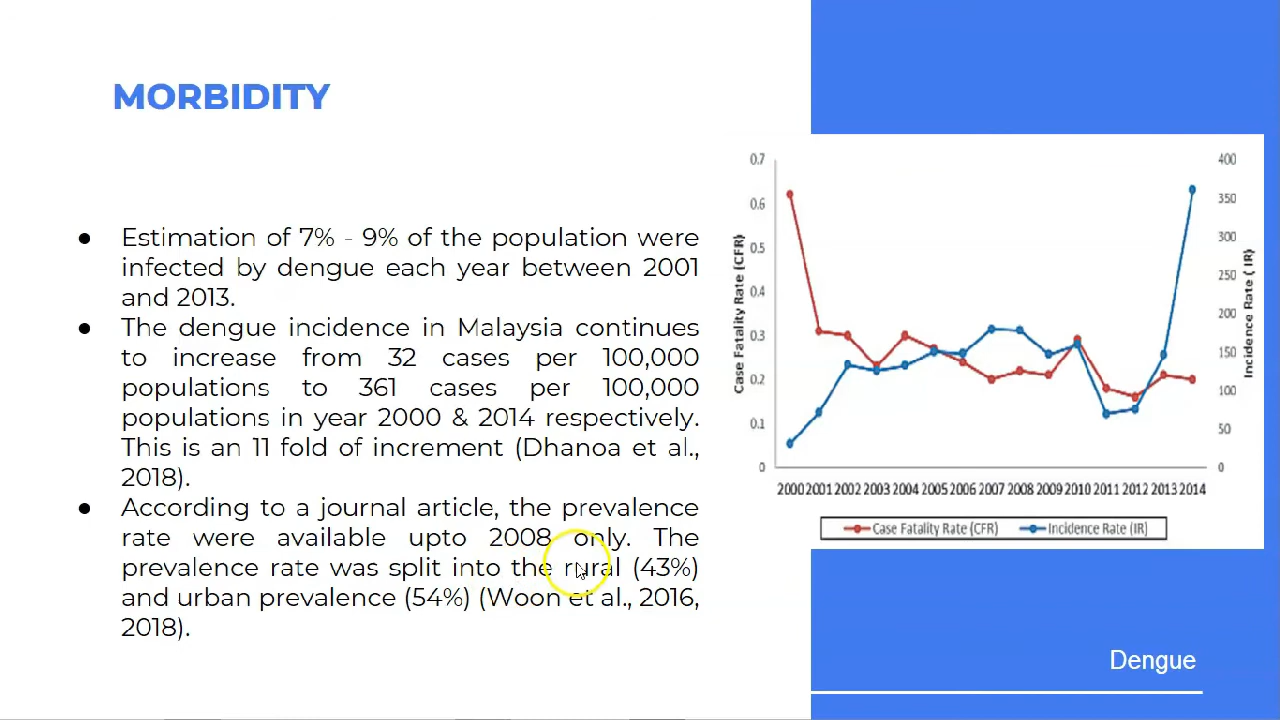 MORBIDITY
● Estimation of 7% - 9% of the population were
infected by dengue each year between 2001
and 2013.
● The dengue incidence in Malaysia continues
to increase from 32 cases per 100,000
populations to 361 cases per 100,000
populations in year 2000 & 2014 respectively.
This is an 11 fold of increment (Dhanoa et al.,
2018).
● According to a journal article, the prevalence
rate were available upto 2008 only. The
prevalence rate was split into the rural (43%)
and urban prevalence (54%) (Woon et al., 2016,
2018).
Case Fatality Rate (CFR)
0.7
0.6
0.5
0.4
0.3
0.2
0.1
0
400
350
300
250
200
150
100
50
0
Incidence Rate ( IR)
2000 2001 2002 2003 2004 2005 2006 2007 2008 2009 2010 2011 2012 2013 2014
Case Fatality Rate (CFR) Incidence Rate (IR)
Dengue